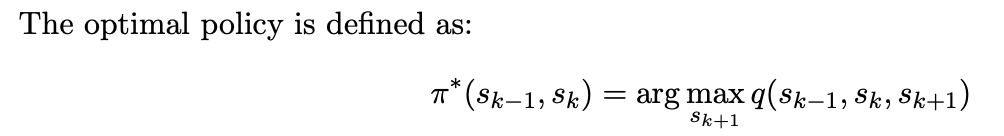 The optimal policy is defined as:
π*(s_{k−1}, s_k) = arg max_{s_{k+1}} q(s_{k−1}, s_k, s_{k+1})